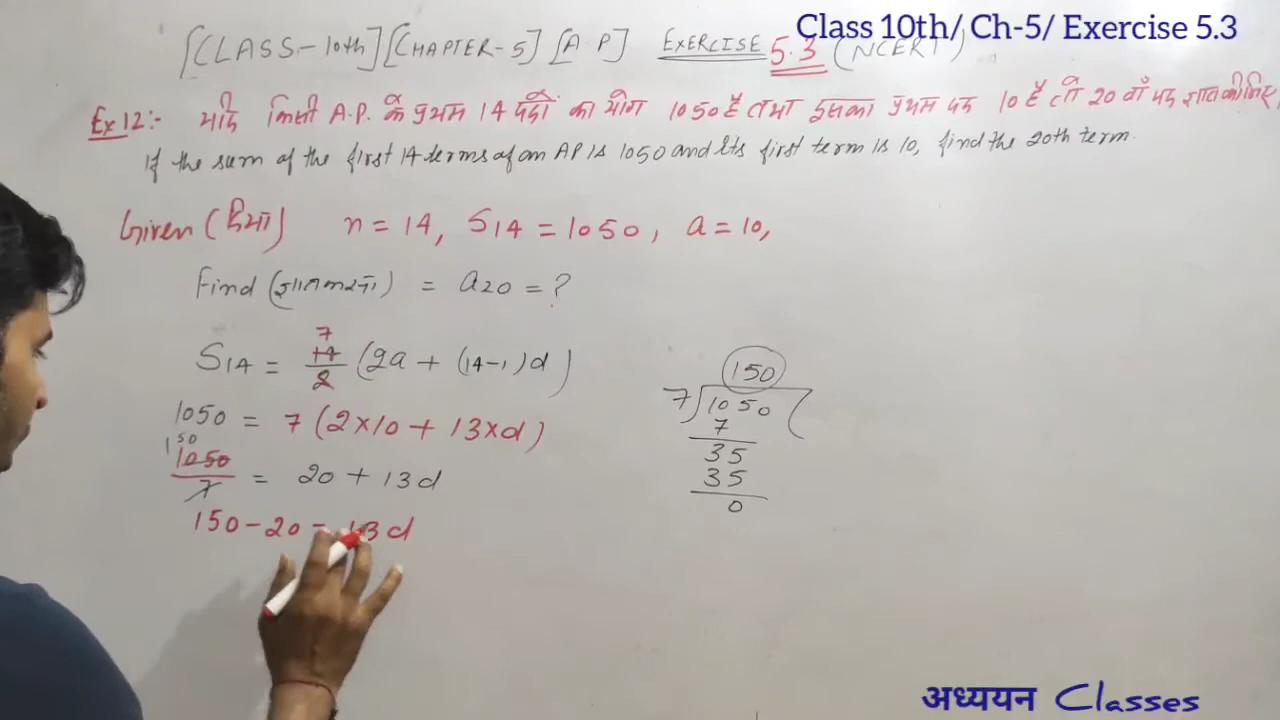 Class 10th/ Ch-5/ Exercise 5.3
[CLASS-10th] [CHAPTER-5] [A.P] EXERCISE 5.3 (NCERT)
Ex 12:- यदि किसी A.P. के प्रथम 14 पदों का योग 1050 है तथा इसका प्रथम पद 10 है तो 20 वाँ पद ज्ञात कीजिए
If the sum of the first 14 terms of an AP is 1050 and its first term is 10, find the 20th term.
Given (दिया) n = 14, S14 = 1050, a = 10,
Find (ज्ञात करना) = a20 = ?
S14 = 14/2 (2a + (14-1)d)
7
1050 = 7 (2×10 + 13×d)
150
1050/7 = 20 + 13d
150-20 = 13d
150
7) 1050 (
7
35
35
0
अध्ययन Classes